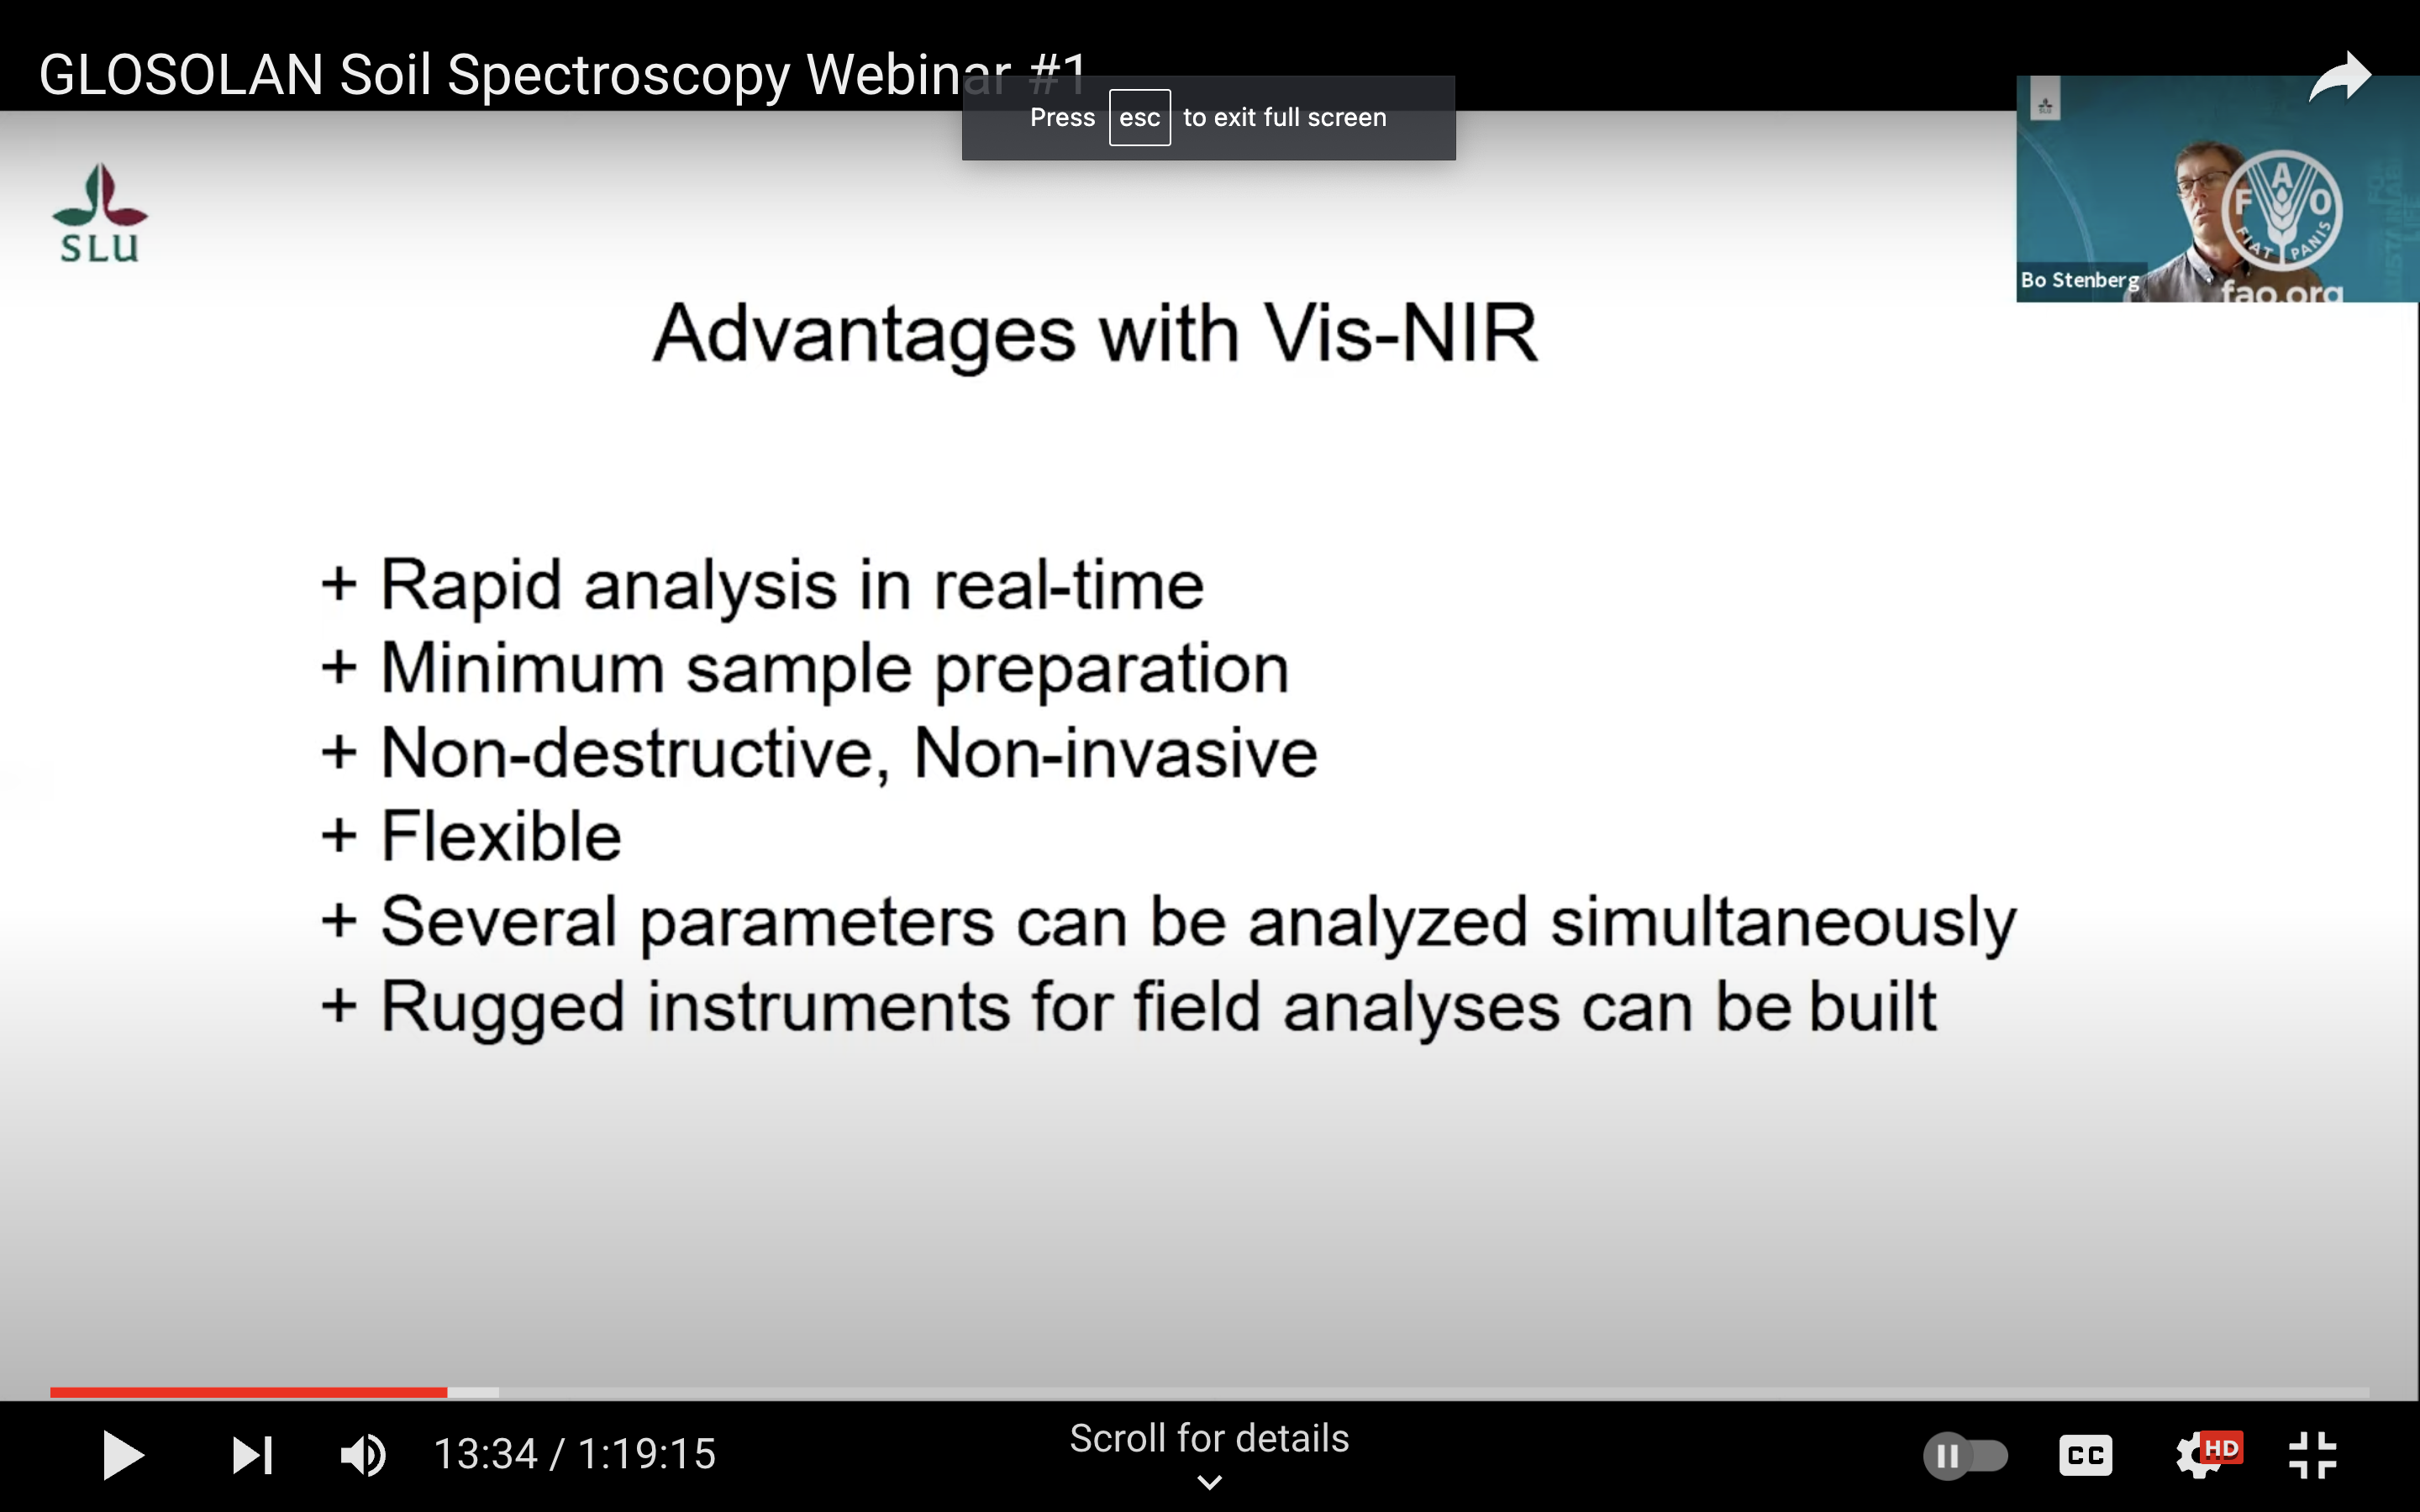 GLOSOLAN Soil Spectroscopy Webinar #1
Press esc to exit full screen
SLU
SLU
FAO
FIAT PANIS
Bo Stenberg
fao.org
Advantages with Vis-NIR
+ Rapid analysis in real-time
+ Minimum sample preparation
+ Non-destructive, Non-invasive
+ Flexible
+ Several parameters can be analyzed simultaneously
+ Rugged instruments for field analyses can be built
13:34 / 1:19:15
Scroll for details
CC
HD